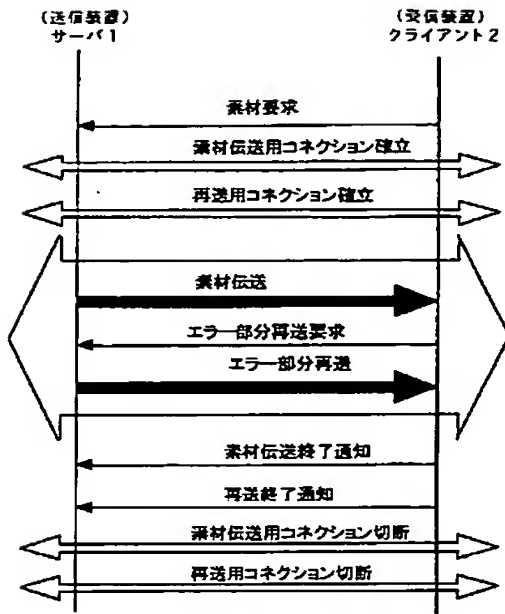 (送信装置)
サーバ1
(受信装置)
クライアント2
素材要求
素材伝送用コネクション確立
再送用コネクション確立
素材伝送
エラー部分再送要求
エラー部分再送
素材伝送終了通知
再送終了通知
素材伝送用コネクション切断
再送用コネクション切断